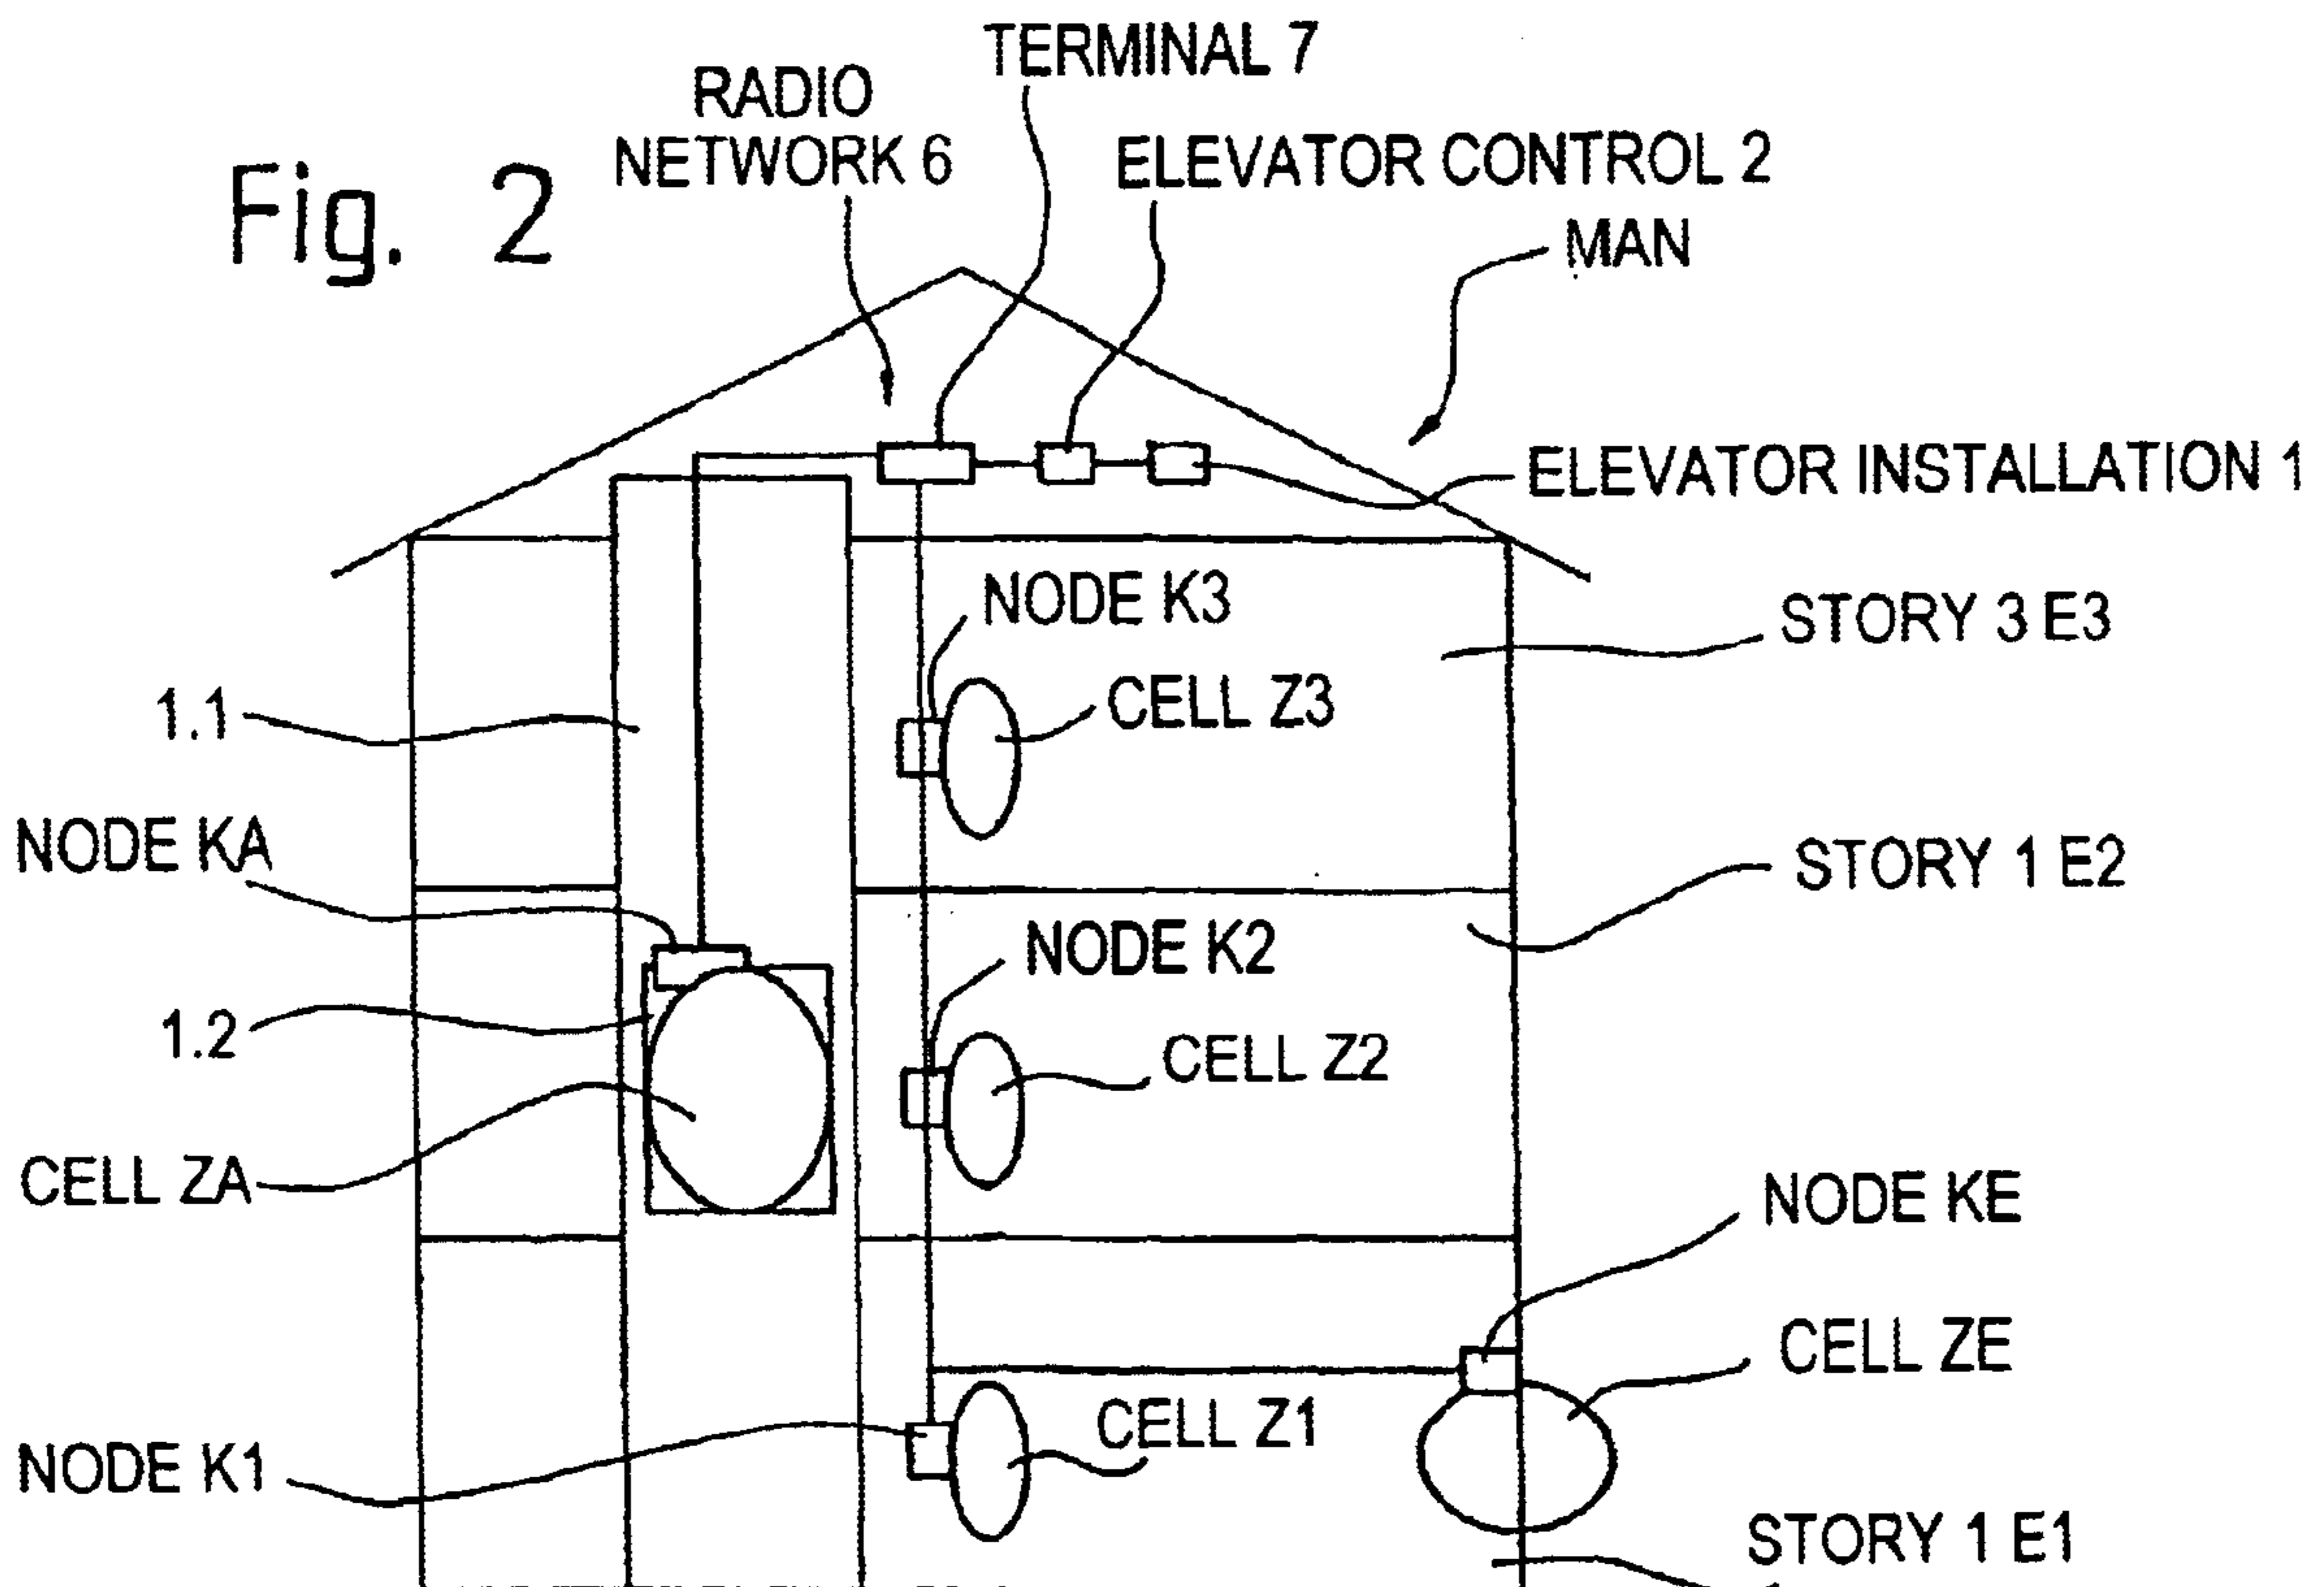 TERMINAL 7
RADIO
NETWORK 6
ELEVATOR CONTROL 2
Fig. 2
MAN
ELEVATOR INSTALLATION 1
NODE K3
STORY 3 E3
CELL Z3
1.1
NODE KA
STORY 1 E2
NODE K2
1.2
CELL Z2
CELL ZA
NODE KE
CELL ZE
CELL Z1
NODE K1
STORY 1 E1